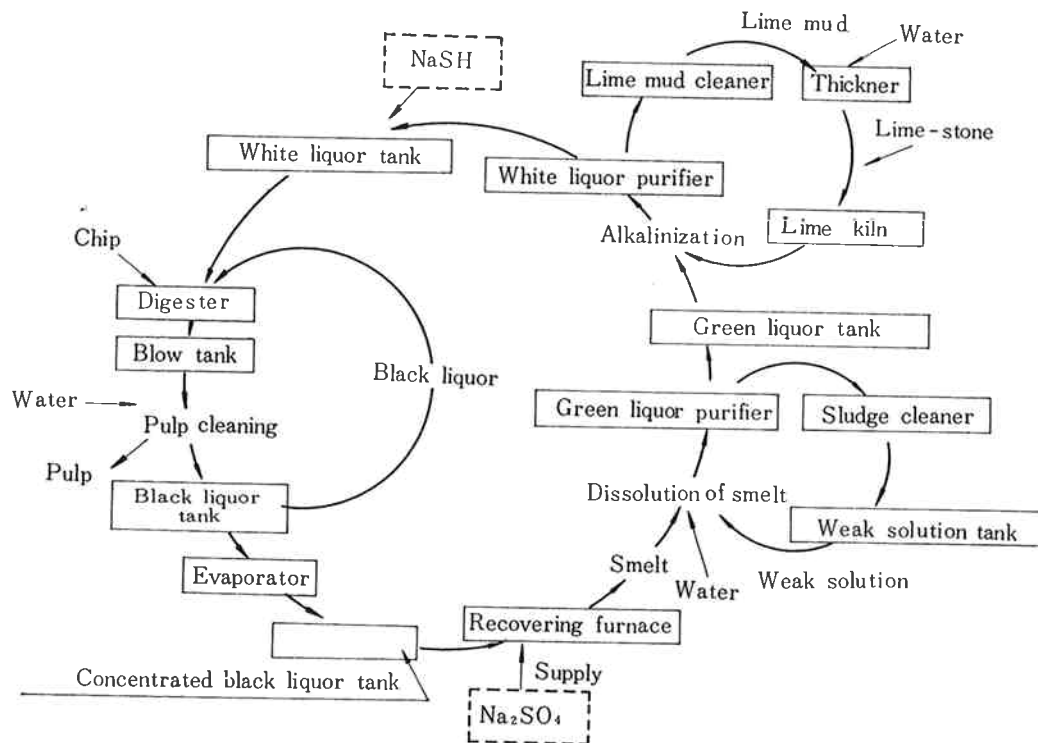 Lime mud
Water
NaSH
Lime mud cleaner
Thickner
Lime-stone
White liquor tank
White liquor purifier
Lime kiln
Alkalinization
Chip
Digester
Green liquor tank
Blow tank
Black liquor
Water
Pulp cleaning
Green liquor purifier
Sludge cleaner
Pulp
Black liquor
tank
Dissolution of smelt
Weak solution tank
Evaporator
Smelt
Water
Weak solution
Recovering furnace
Concentrated black liquor tank
Supply
Na₂SO₄